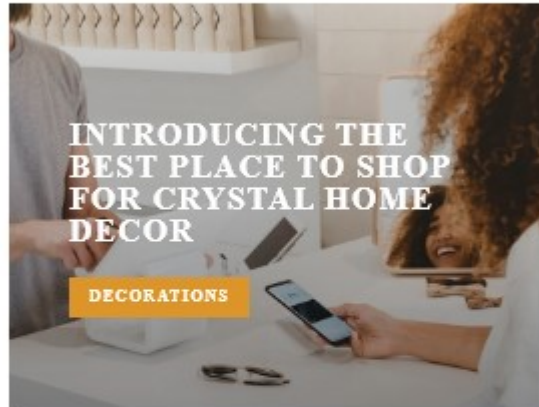 INTRODUCING THE
BEST PLACE TO SHOP
FOR CRYSTAL HOME
DECOR
DECORATIONS